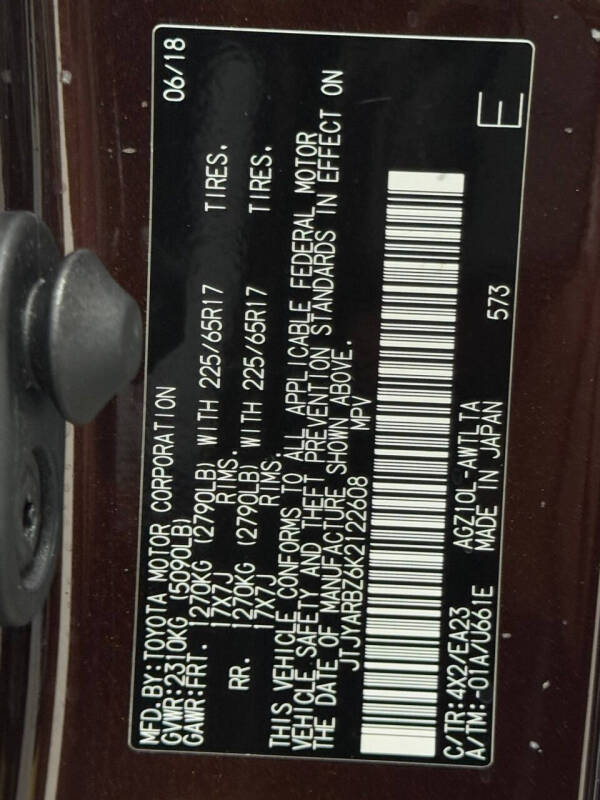 MFD. BY: TOYOTA MOTOR CORPORATION 06/18
GVWR: 2310KG (5090LB)
GAWR: FRT. 1270KG (2790LB) WITH 225/65R17 TIRES.
17X7J RIMS.
RR. 1270KG (2790LB) WITH 225/65R17 TIRES.
17X7J RIMS.
THIS VEHICLE CONFORMS TO ALL APPLICABLE FEDERAL MOTOR
VEHICLE SAFETY AND THEFT PREVENTION STANDARDS IN EFFECT ON
THE DATE OF MANUFACTURE SHOWN ABOVE.
JTJYARBZ6K2122608 MPV
C/TR: 4X2/EA23 AGZ10L-AWTLTA 573 E
A/TM: -01A/U661E MADE IN JAPAN